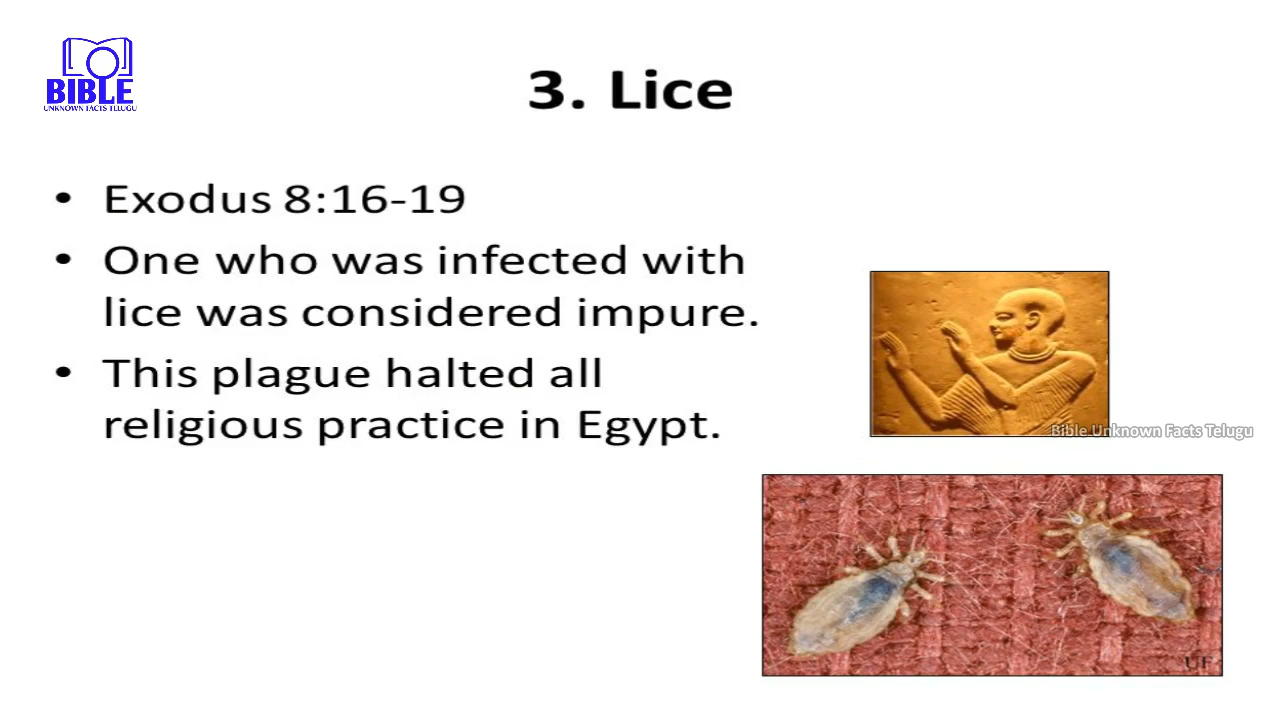 BIBLE
UNKNOWN FACTS TELUGU
3. Lice
• Exodus 8:16-19
• One who was infected with
lice was considered impure.
• This plague halted all
religious practice in Egypt.
Bible Unknown Facts Telugu
UF